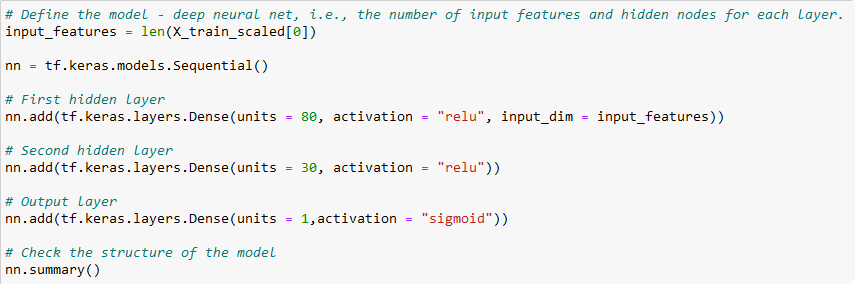 # Define the model - deep neural net, i.e., the number of input features and hidden nodes for each layer.
input_features = len(X_train_scaled[0])
nn = tf.keras.models.Sequential()
# First hidden layer
nn.add(tf.keras.layers.Dense(units = 80, activation = "relu", input_dim = input_features))
# Second hidden layer
nn.add(tf.keras.layers.Dense(units = 30, activation = "relu"))
# Output layer
nn.add(tf.keras.layers.Dense(units = 1,activation = "sigmoid"))
# Check the structure of the model
nn.summary()